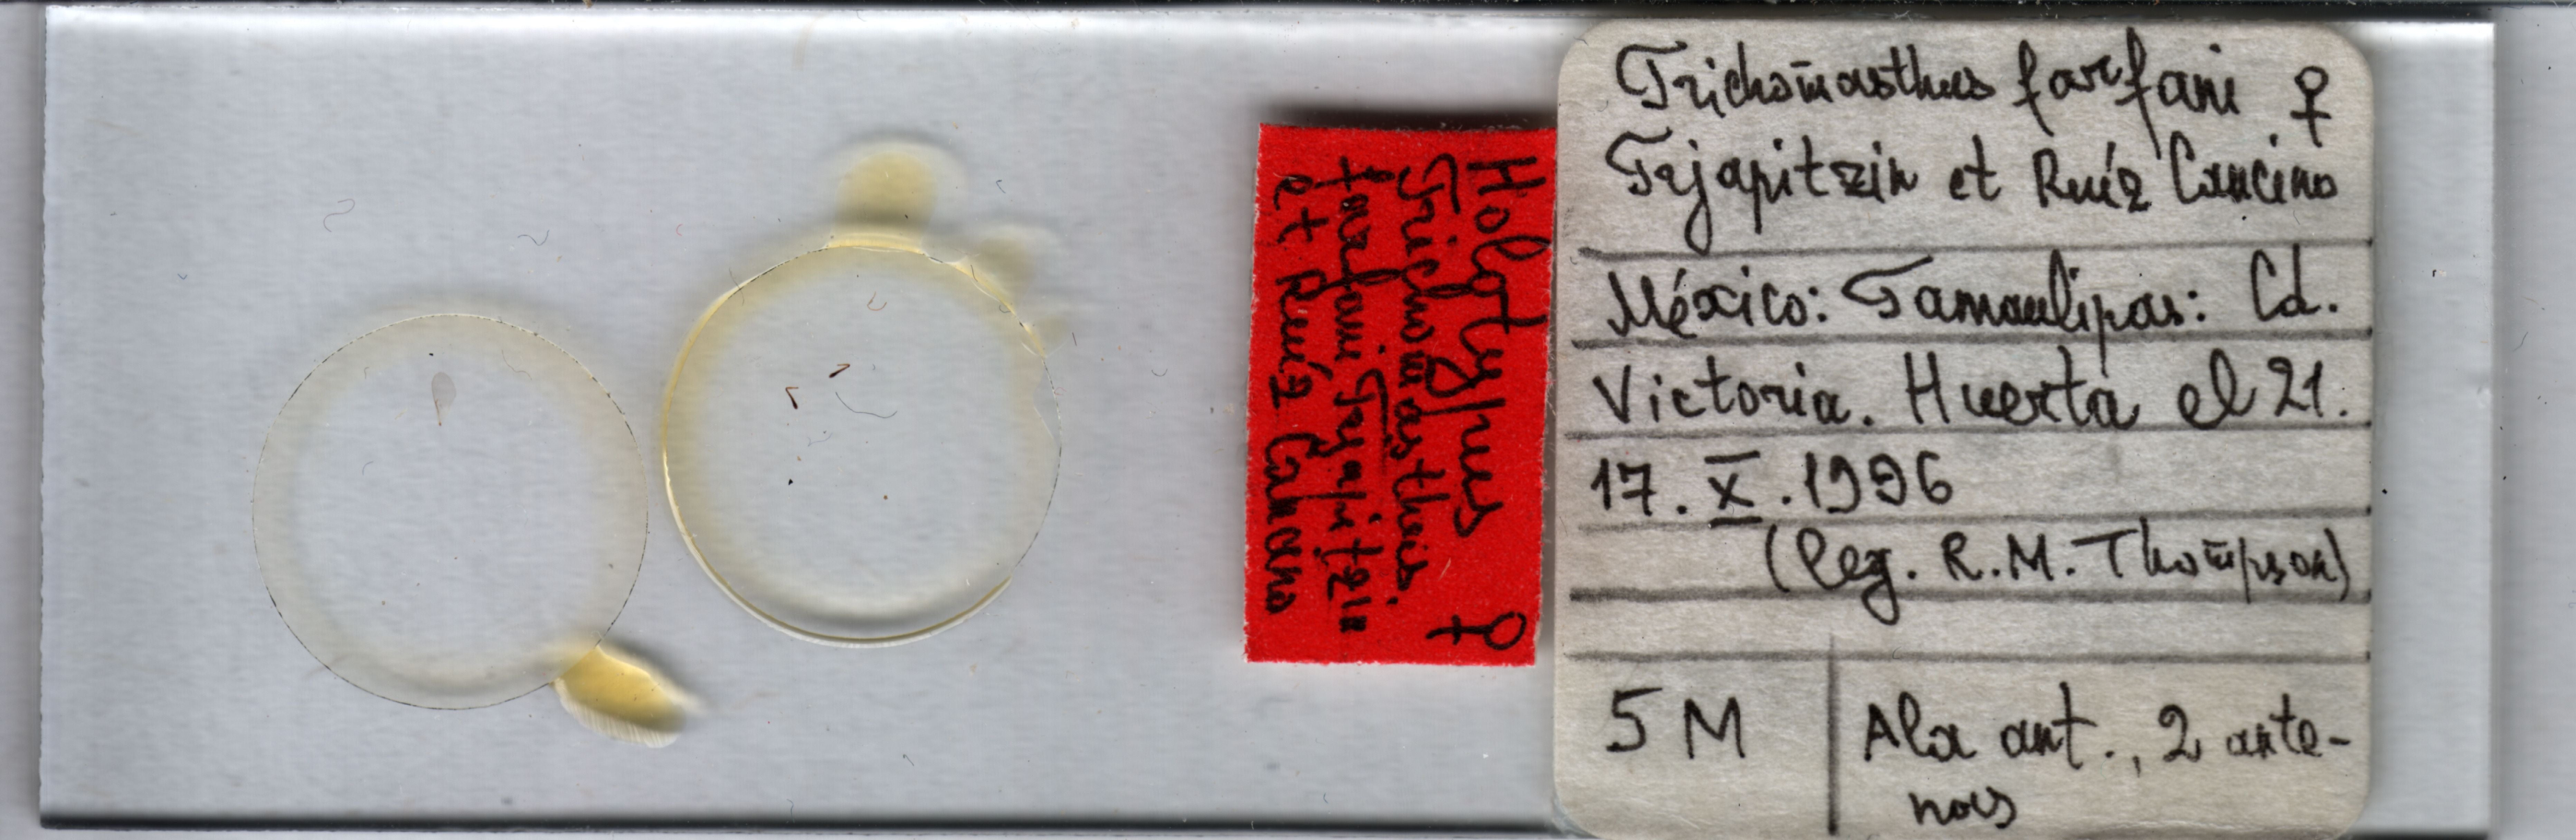 Holotypus ♀
Trichomasthus
farfani Trjapitzin
et Ruíz Cancino
Trichomasthus farfani ♀
Trjapitzin et Ruíz Cancino
México: Tamaulipas: Cd.
Victoria. Huerta el 21.
17.X.1996
(leg. R.M. Thompson)
5 M
Ala ant., 2 ante-
nas